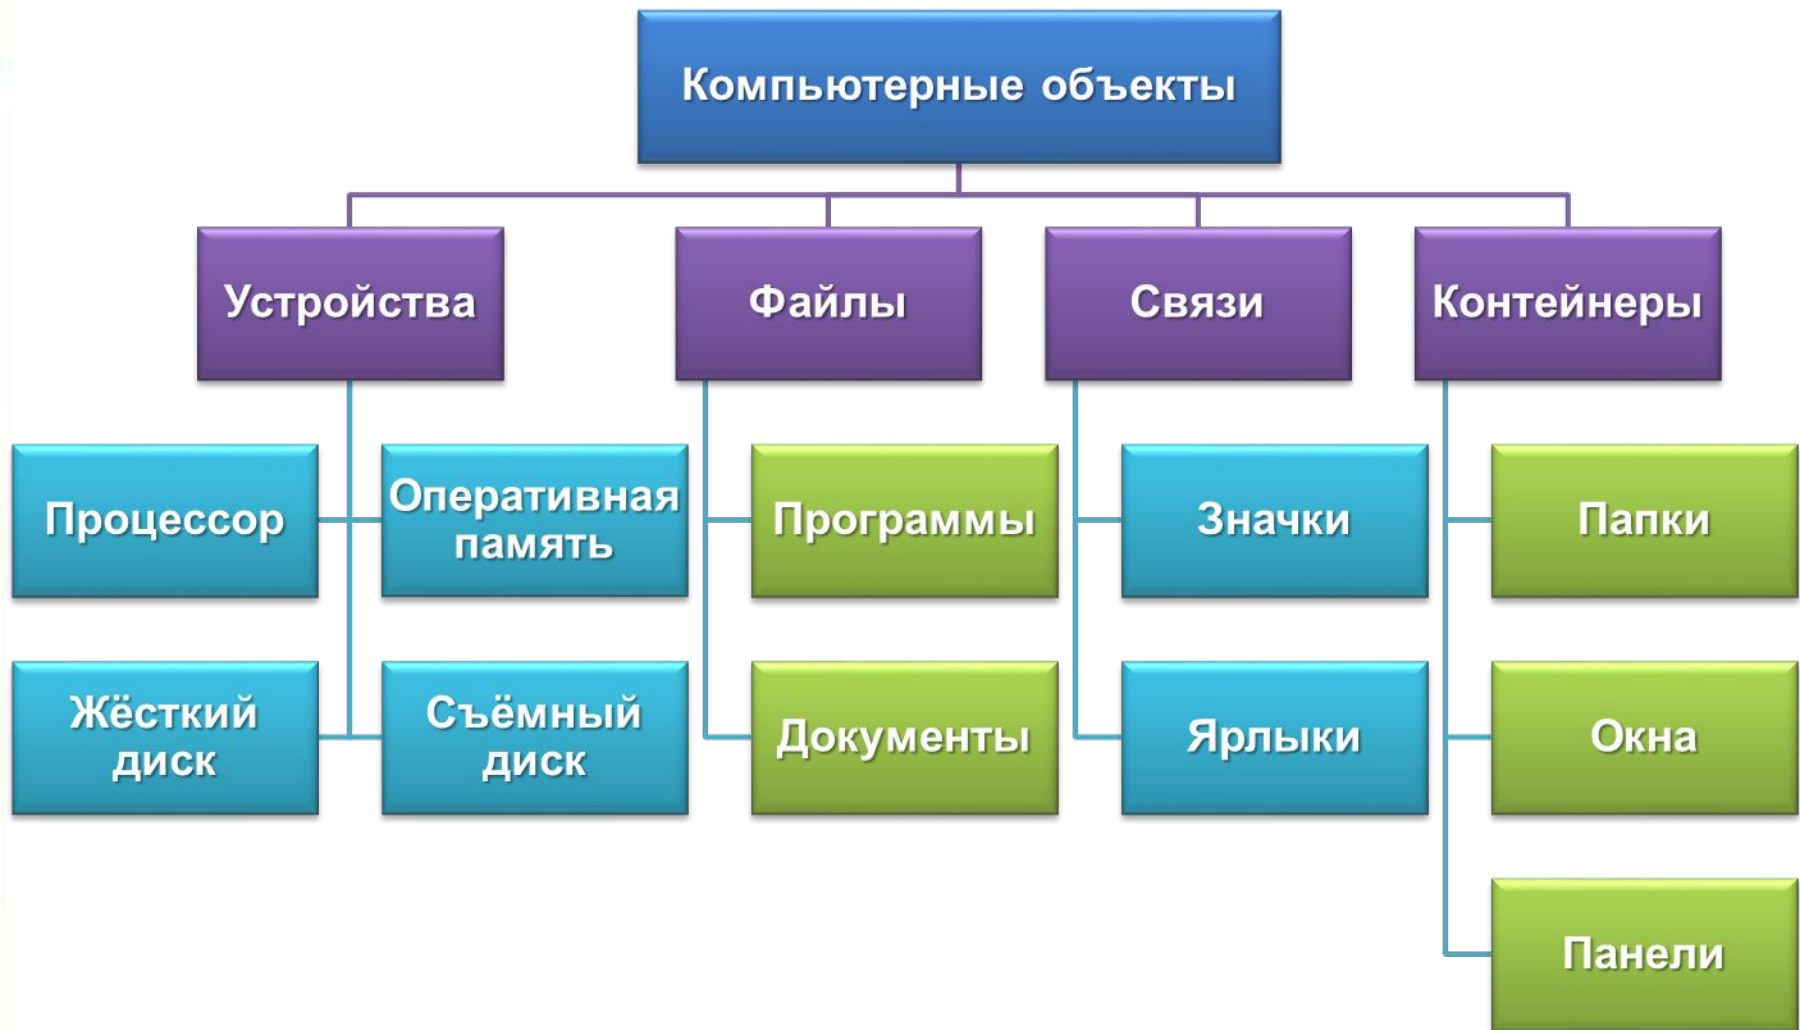 Компьютерные объекты
Устройства
Файлы
Связи
Контейнеры
Процессор
Оперативная
память
Программы
Значки
Папки
Жёсткий
диск
Съёмный
диск
Документы
Ярлыки
Окна
Панели